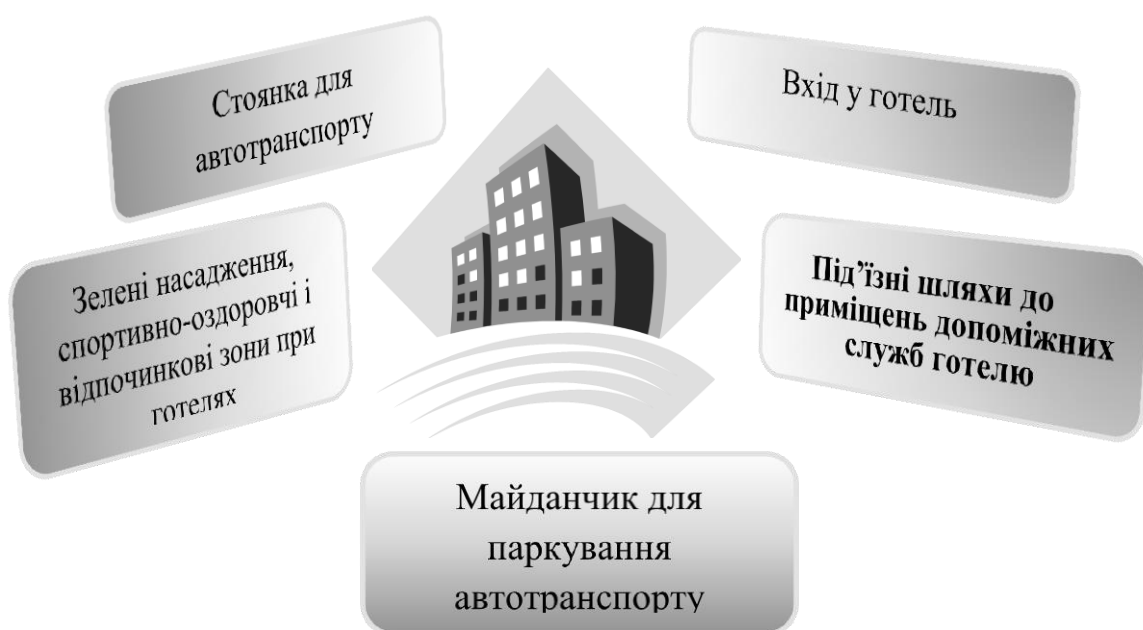 Стоянка для
автотранспорту
Вхід у готель
Зелені насадження,
спортивно-оздоровчі і
відпочинкові зони при
готелях
Під’їзні шляхи до
приміщень допоміжних
служб готелю
Майданчик для
паркування
автотранспорту